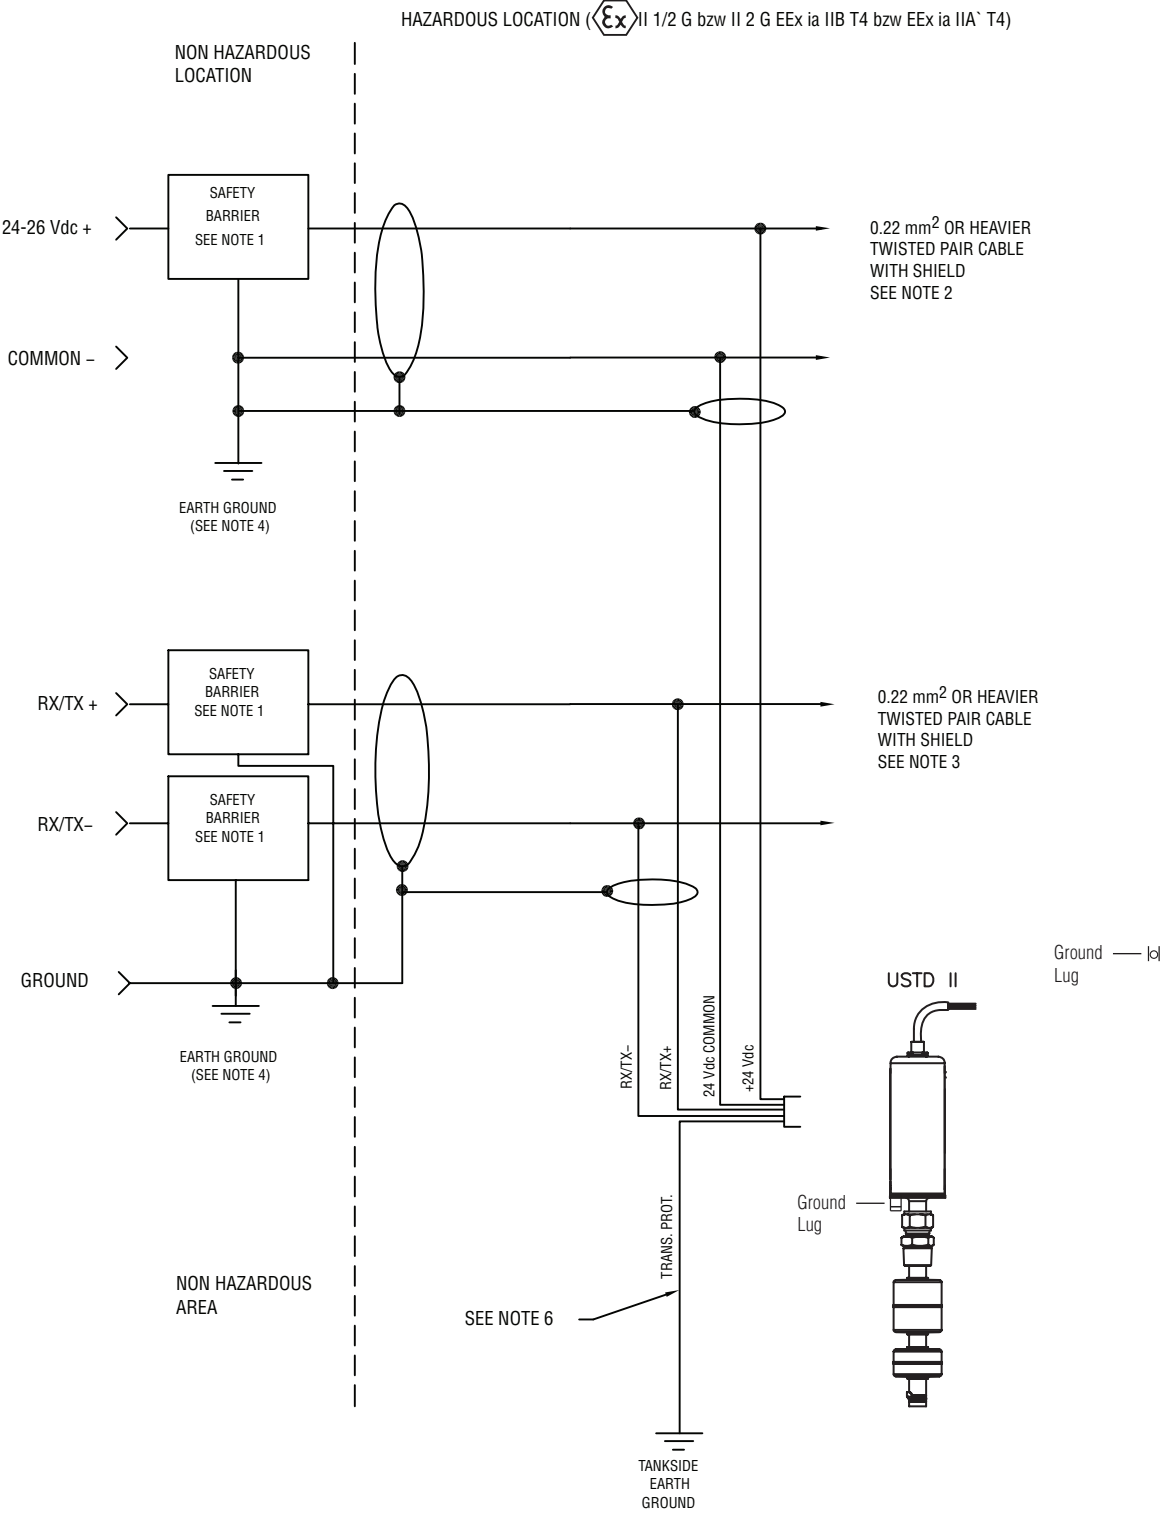 HAZARDOUS LOCATION (Ex II 1/2 G bzw II 2 G EEx ia IIB T4 bzw EEx ia IIA` T4)
NON HAZARDOUS
LOCATION
SAFETY
BARRIER
SEE NOTE 1
24-26 Vdc +
0.22 mm² OR HEAVIER
TWISTED PAIR CABLE
WITH SHIELD
SEE NOTE 2
COMMON –
EARTH GROUND
(SEE NOTE 4)
SAFETY
BARRIER
SEE NOTE 1
RX/TX +
0.22 mm² OR HEAVIER
TWISTED PAIR CABLE
WITH SHIELD
SEE NOTE 3
SAFETY
BARRIER
SEE NOTE 1
RX/TX–
GROUND
EARTH GROUND
(SEE NOTE 4)
RX/TX–
RX/TX+
24 Vdc COMMON
+24 Vdc
USTD II
Ground
Lug
Ground
Lug
TRANS. PROT.
NON HAZARDOUS
AREA
SEE NOTE 6
TANKSIDE
EARTH
GROUND